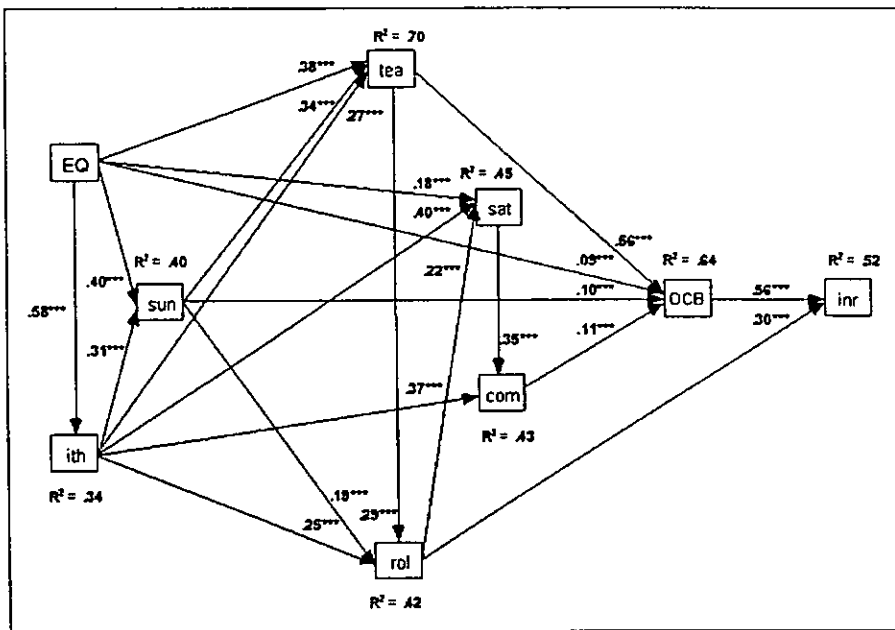 R² = .70
.38***
tea
.34***
.27***
EQ
R² = .45
.18***
sat
.40***
.56***
R² = .40
.22***
.09***
R² = .64
R² = .52
.40***
sun
.10***
OCB
.56***
inr
.58***
.30***
.31***
.35***
.11***
.37***
com
R² = .43
ith
R² = .34
.19***
.25***
.29***
rol
R² = .42